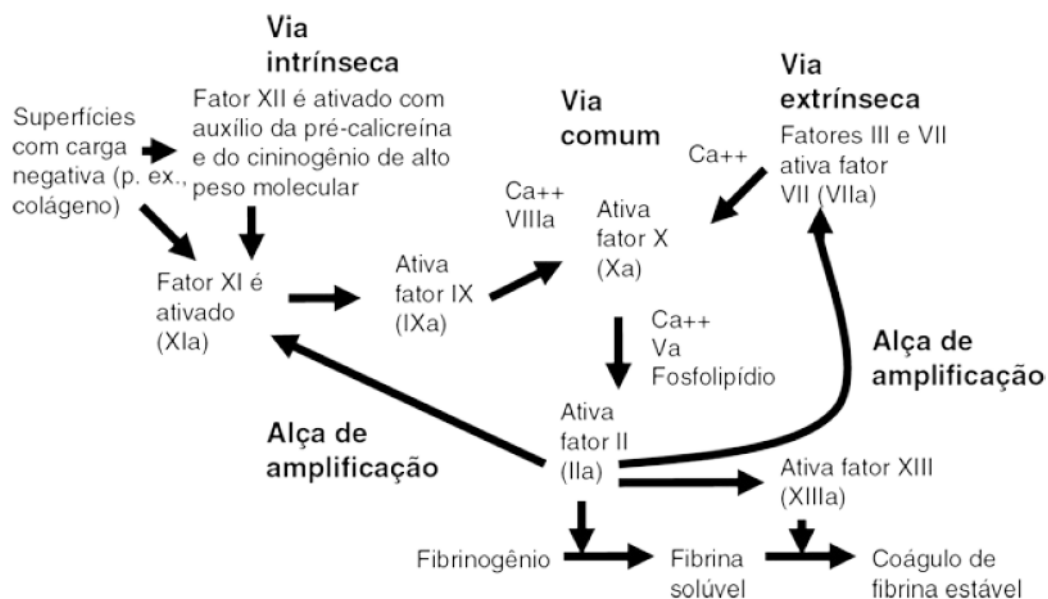 Via
intrínseca
Superfícies
com carga
negativa (p. ex.,
colágeno)
Fator XII é ativado com
auxílio da pré-calicreína
e do cininogênio de alto
peso molecular
Via
comum
Via
extrínseca
Fatores III e VII
ativa fator
VII (VIIa)
Ca++
Ca++
VIIIa
Ativa
fator X
(Xa)
Fator XI é
ativado
(XIa)
Ativa
fator IX
(IXa)
Ca++
Va
Fosfolipídio
Alça de
amplificação
Alça de
amplificação
Ativa
fator II
(IIa)
Ativa fator XIII
(XIIIa)
Fibrinogênio
Fibrina
solúvel
Coágulo de
fibrina estável